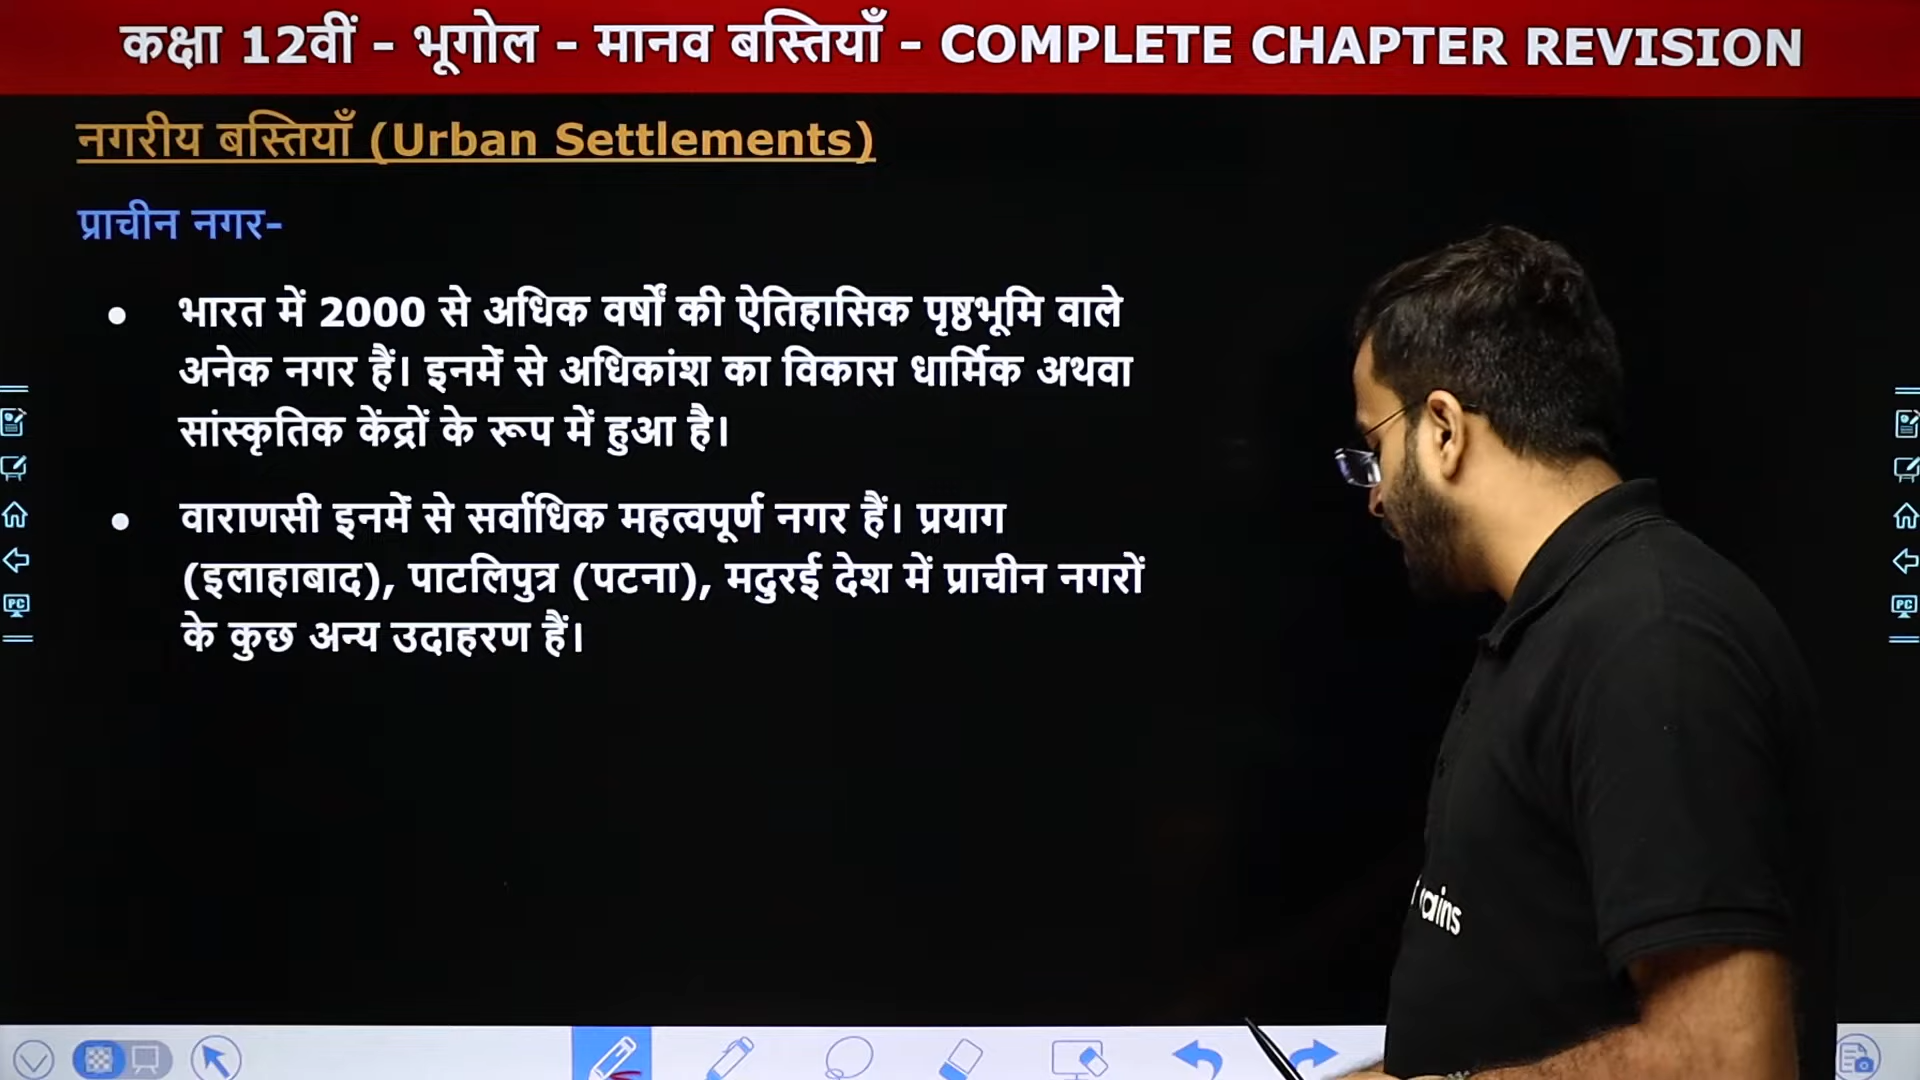 कक्षा 12वीं - भूगोल - मानव बस्तियाँ - COMPLETE CHAPTER REVISION
नगरीय बस्तियाँ (Urban Settlements)
प्राचीन नगर-
• भारत में 2000 से अधिक वर्षों की ऐतिहासिक पृष्ठभूमि वाले
अनेक नगर हैं। इनमें से अधिकांश का विकास धार्मिक अथवा
सांस्कृतिक केंद्रों के रूप में हुआ है।
• वाराणसी इनमें से सर्वाधिक महत्वपूर्ण नगर हैं। प्रयाग
(इलाहाबाद), पाटलिपुत्र (पटना), मदुरई देश में प्राचीन नगरों
के कुछ अन्य उदाहरण हैं।
PC
PC